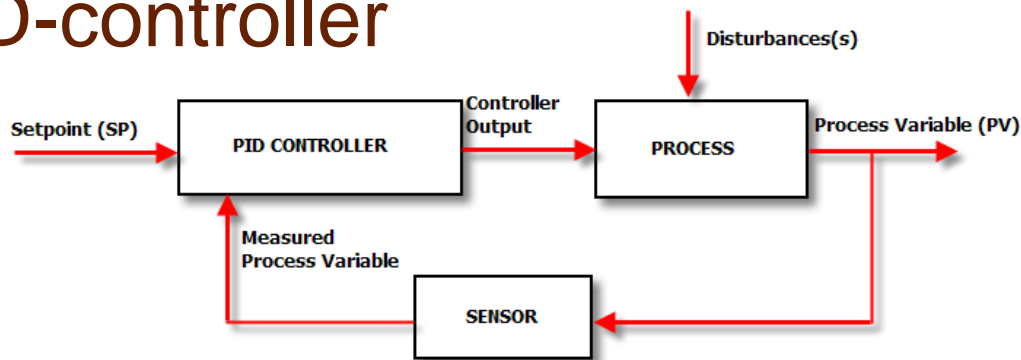 D-controller
Disturbances(s)
Setpoint (SP)
PID CONTROLLER
Controller
Output
PROCESS
Process Variable (PV)
Measured
Process Variable
SENSOR